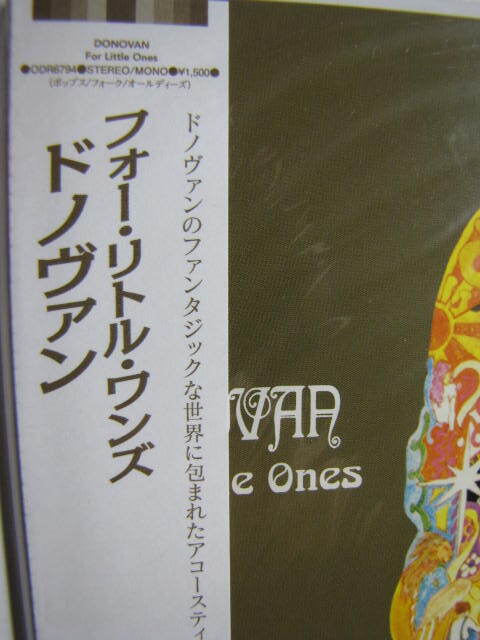 DONOVAN
For Little Ones
●ODR6794●STEREO/MONO●¥1,500●
(ポップス/フォーク/オールディーズ)
ドノヴァンのファンタジックな世界に包まれたアコースティ
フォー・リトル・ワンズ
ドノヴァン
OVAN
e Ones